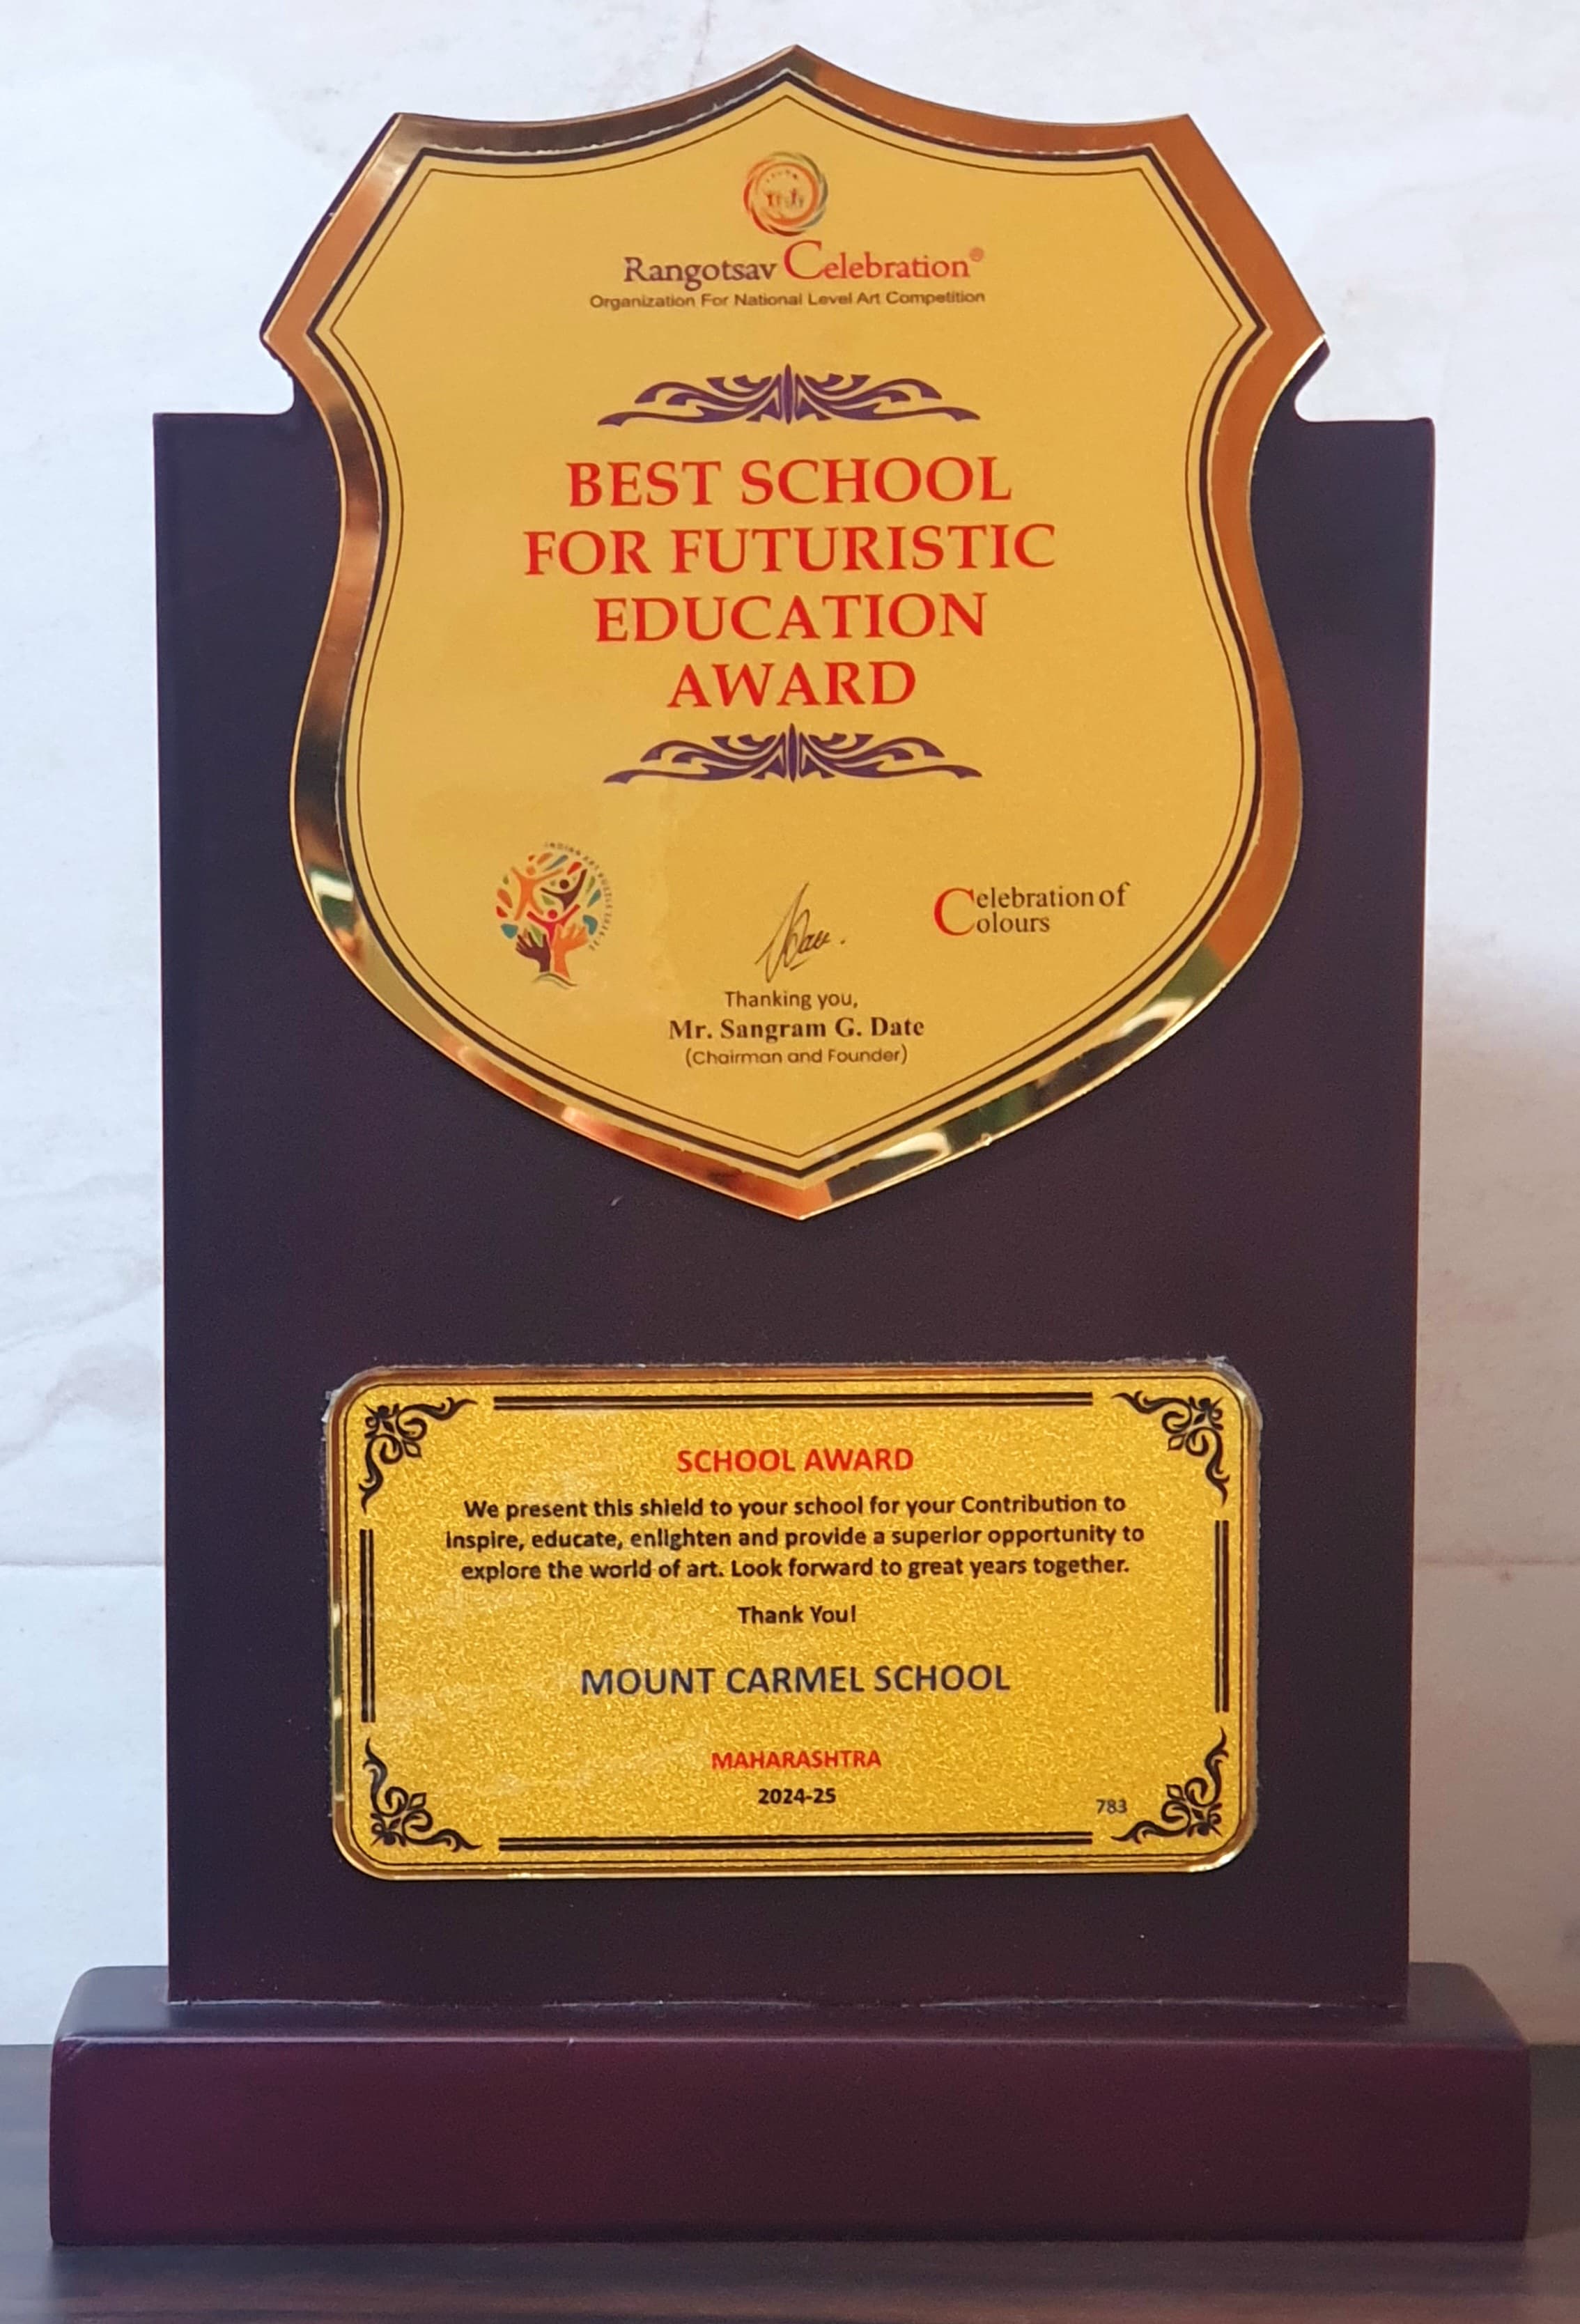 Rangotsav Celebration®
Organization For National Level Art Competition
BEST SCHOOL
FOR FUTURISTIC
EDUCATION
AWARD
Celebration of
Colours
Thanking you,
Mr. Sangram G. Date
(Chairman and Founder)
SCHOOL AWARD
We present this shield to your school for your Contribution to
inspire, educate, enlighten and provide a superior opportunity to
explore the world of art. Look forward to great years together.
Thank You!
MOUNT CARMEL SCHOOL
MAHARASHTRA
2024-25
783